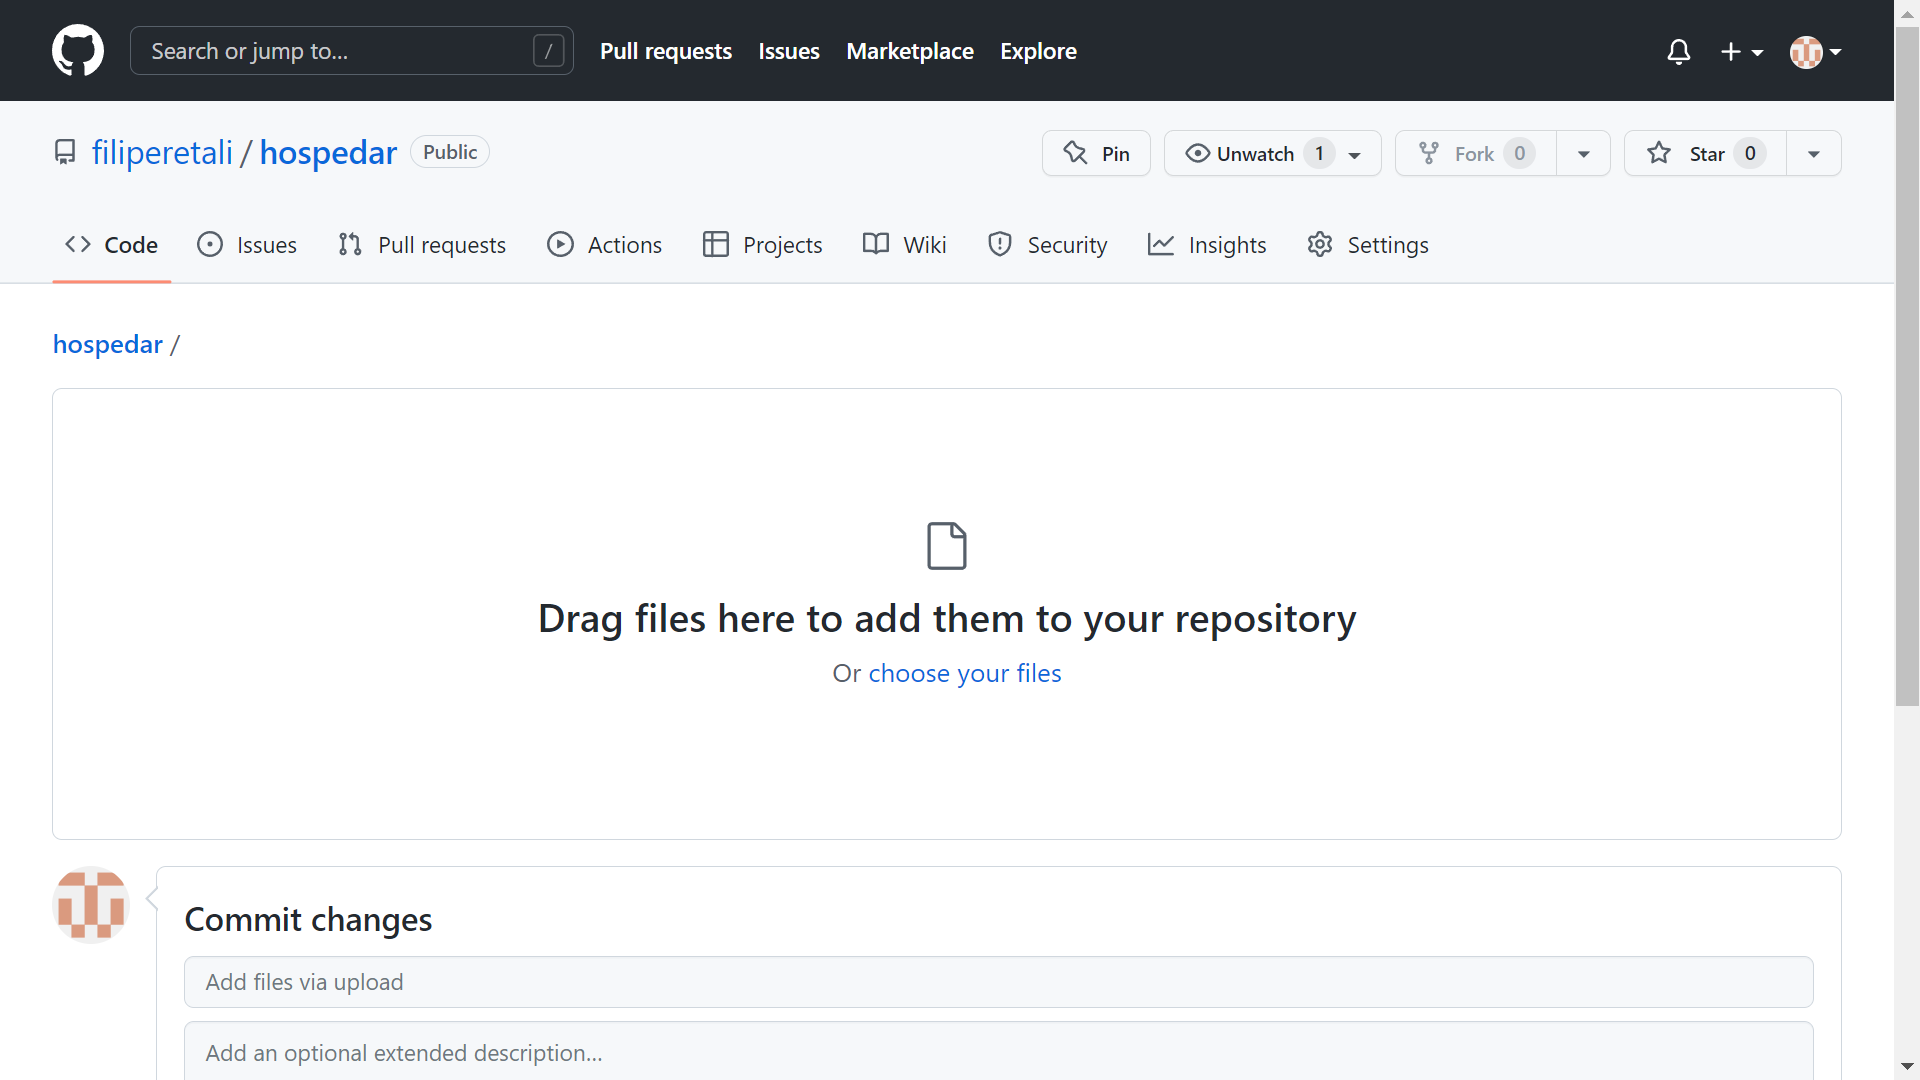 Search or jump to... /
Pull requests Issues Marketplace Explore
filiperetali / hospedar Public
Pin Unwatch 1 Fork 0 Star 0
Code Issues Pull requests Actions Projects Wiki Security Insights Settings
hospedar /
Drag files here to add them to your repository
Or choose your files
Commit changes
Add files via upload
Add an optional extended description...